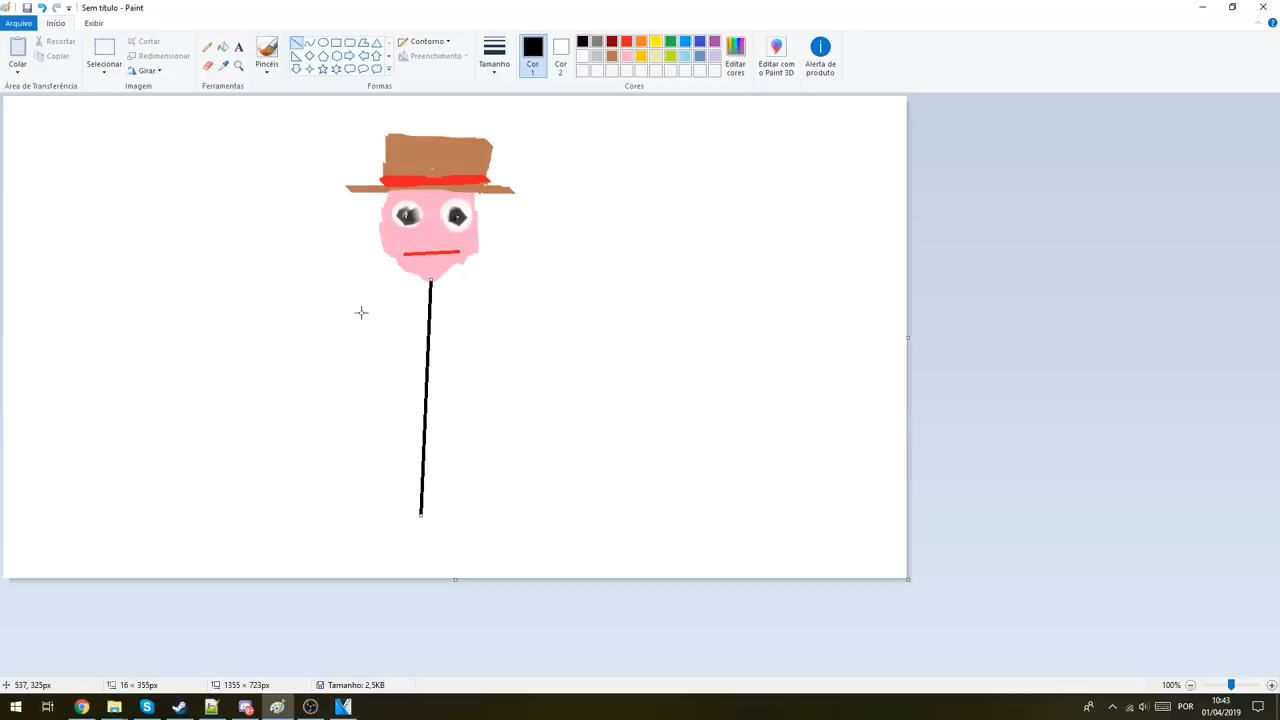 Sem título - Paint
Arquivo Início Exibir
Colar
Recortar
Copiar
Área de Transferência
Selecionar
Cortar
Redimensionar
Girar
Imagem
A
Ferramentas
Pincéis
Contorno
Preenchimento
Formas
Tamanho
Cor
1
Cor
2
Cores
Editar
cores
Editar com
o Paint 3D
Alerta de
produto
537, 325px 16 × 355px 1355 × 723px Tamanho: 2,5KB 100%
POR 10:43
01/04/2019